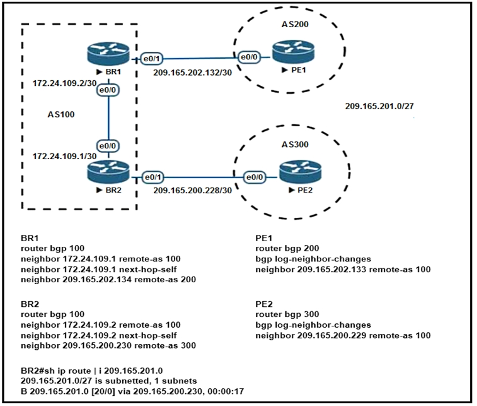 AS200
BR1
e0/1
e0/0
PE1
209.165.202.132/30
172.24.109.2/30
e0/0
209.165.201.0/27
AS100
e0/0
AS300
172.24.109.1/30
e0/1
e0/0
BR2
209.165.200.228/30
PE2
BR1
router bgp 100
neighbor 172.24.109.1 remote-as 100
neighbor 172.24.109.1 next-hop-self
neighbor 209.165.202.134 remote-as 200
PE1
router bgp 200
bgp log-neighbor-changes
neighbor 209.165.202.133 remote-as 100
BR2
router bgp 100
neighbor 172.24.109.2 remote-as 100
neighbor 172.24.109.2 next-hop-self
neighbor 209.165.200.230 remote-as 300
PE2
router bgp 300
bgp log-neighbor-changes
neighbor 209.165.200.229 remote-as 100
BR2#sh ip route | i 209.165.201.0
209.165.201.0/27 is subnetted, 1 subnets
B 209.165.201.0 [20/0] via 209.165.200.230, 00:00:17